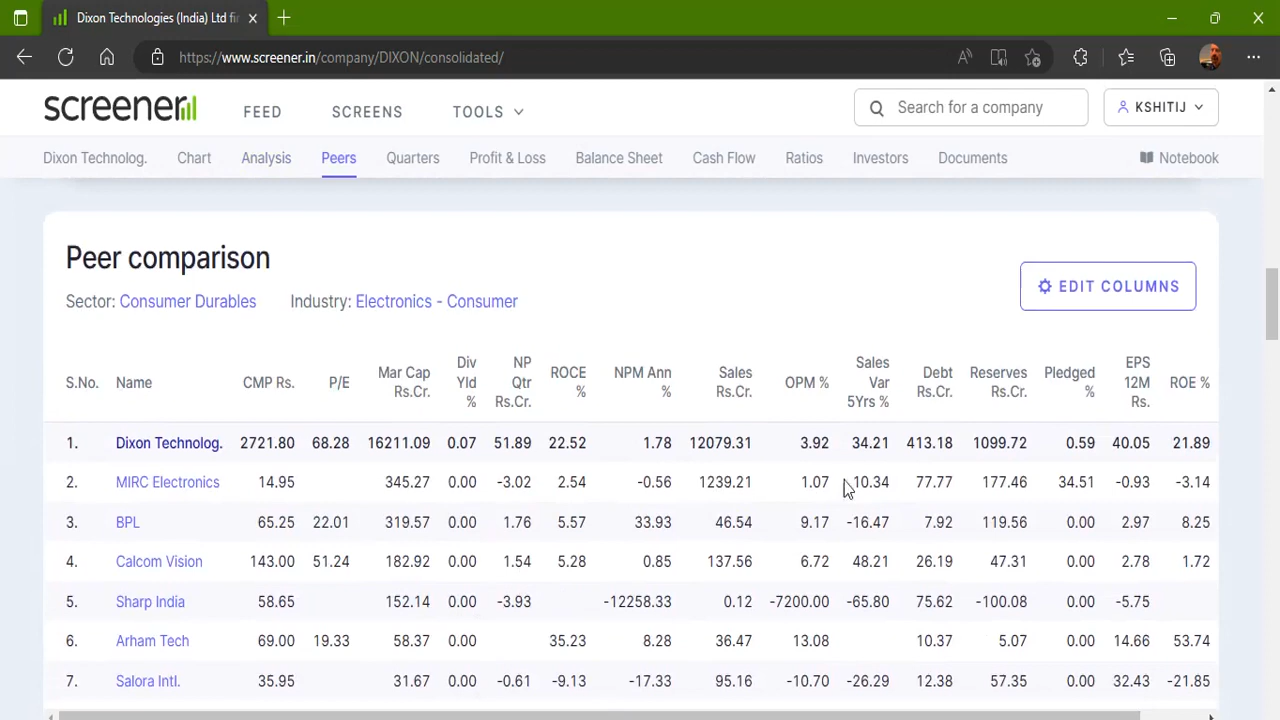 Dixon Technologies (India) Ltd fi
https://www.screener.in/company/DIXON/consolidated/
screener
FEED SCREENS TOOLS
Search for a company
KSHITIJ
Dixon Technolog. Chart Analysis Peers Quarters Profit & Loss Balance Sheet Cash Flow Ratios Investors Documents Notebook
Peer comparison
Sector: Consumer Durables Industry: Electronics - Consumer
EDIT COLUMNS
S.No. Name CMP Rs. P/E Mar Cap Rs.Cr. Div Yld % NP Qtr Rs.Cr. ROCE % NPM Ann % Sales Rs.Cr. OPM % Sales Var 5Yrs % Debt Rs.Cr. Reserves Rs.Cr. Pledged % EPS 12M Rs. ROE %
1. Dixon Technolog. 2721.80 68.28 16211.09 0.07 51.89 22.52 1.78 12079.31 3.92 34.21 413.18 1099.72 0.59 40.05 21.89
2. MIRC Electronics 14.95 345.27 0.00 -3.02 2.54 -0.56 1239.21 1.07 10.34 77.77 177.46 34.51 -0.93 -3.14
3. BPL 65.25 22.01 319.57 0.00 1.76 5.57 33.93 46.54 9.17 -16.47 7.92 119.56 0.00 2.97 8.25
4. Calcom Vision 143.00 51.24 182.92 0.00 1.54 5.28 0.85 137.56 6.72 48.21 26.19 47.31 0.00 2.78 1.72
5. Sharp India 58.65 152.14 0.00 -3.93 -12258.33 0.12 -7200.00 -65.80 75.62 -100.08 0.00 -5.75
6. Arham Tech 69.00 19.33 58.37 0.00 35.23 8.28 36.47 13.08 10.37 5.07 0.00 14.66 53.74
7. Salora Intl. 35.95 31.67 0.00 -0.61 -9.13 -17.33 95.16 -10.70 -26.29 12.38 57.35 0.00 32.43 -21.85